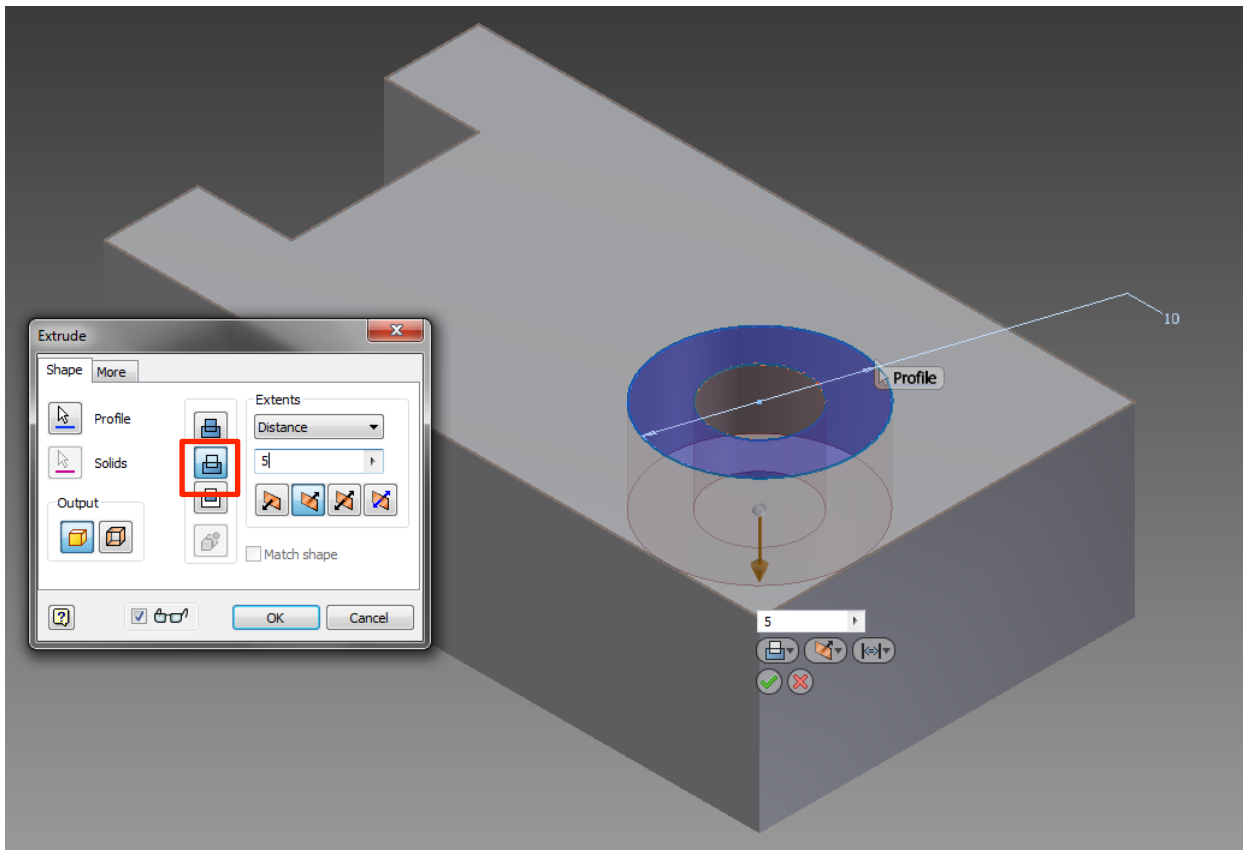 10
Extrude
Shape
More
Profile
Solids
Output
Extents
Distance
5
Match shape
OK
Cancel
Profile
5